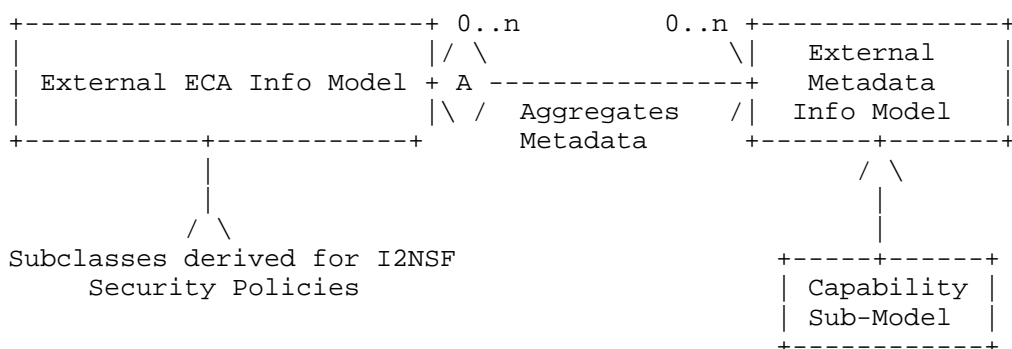 0..n 0..n
External
External ECA Info Model A Metadata
Aggregates Info Model
Metadata
Subclasses derived for I2NSF
Security Policies Capability
Sub-Model